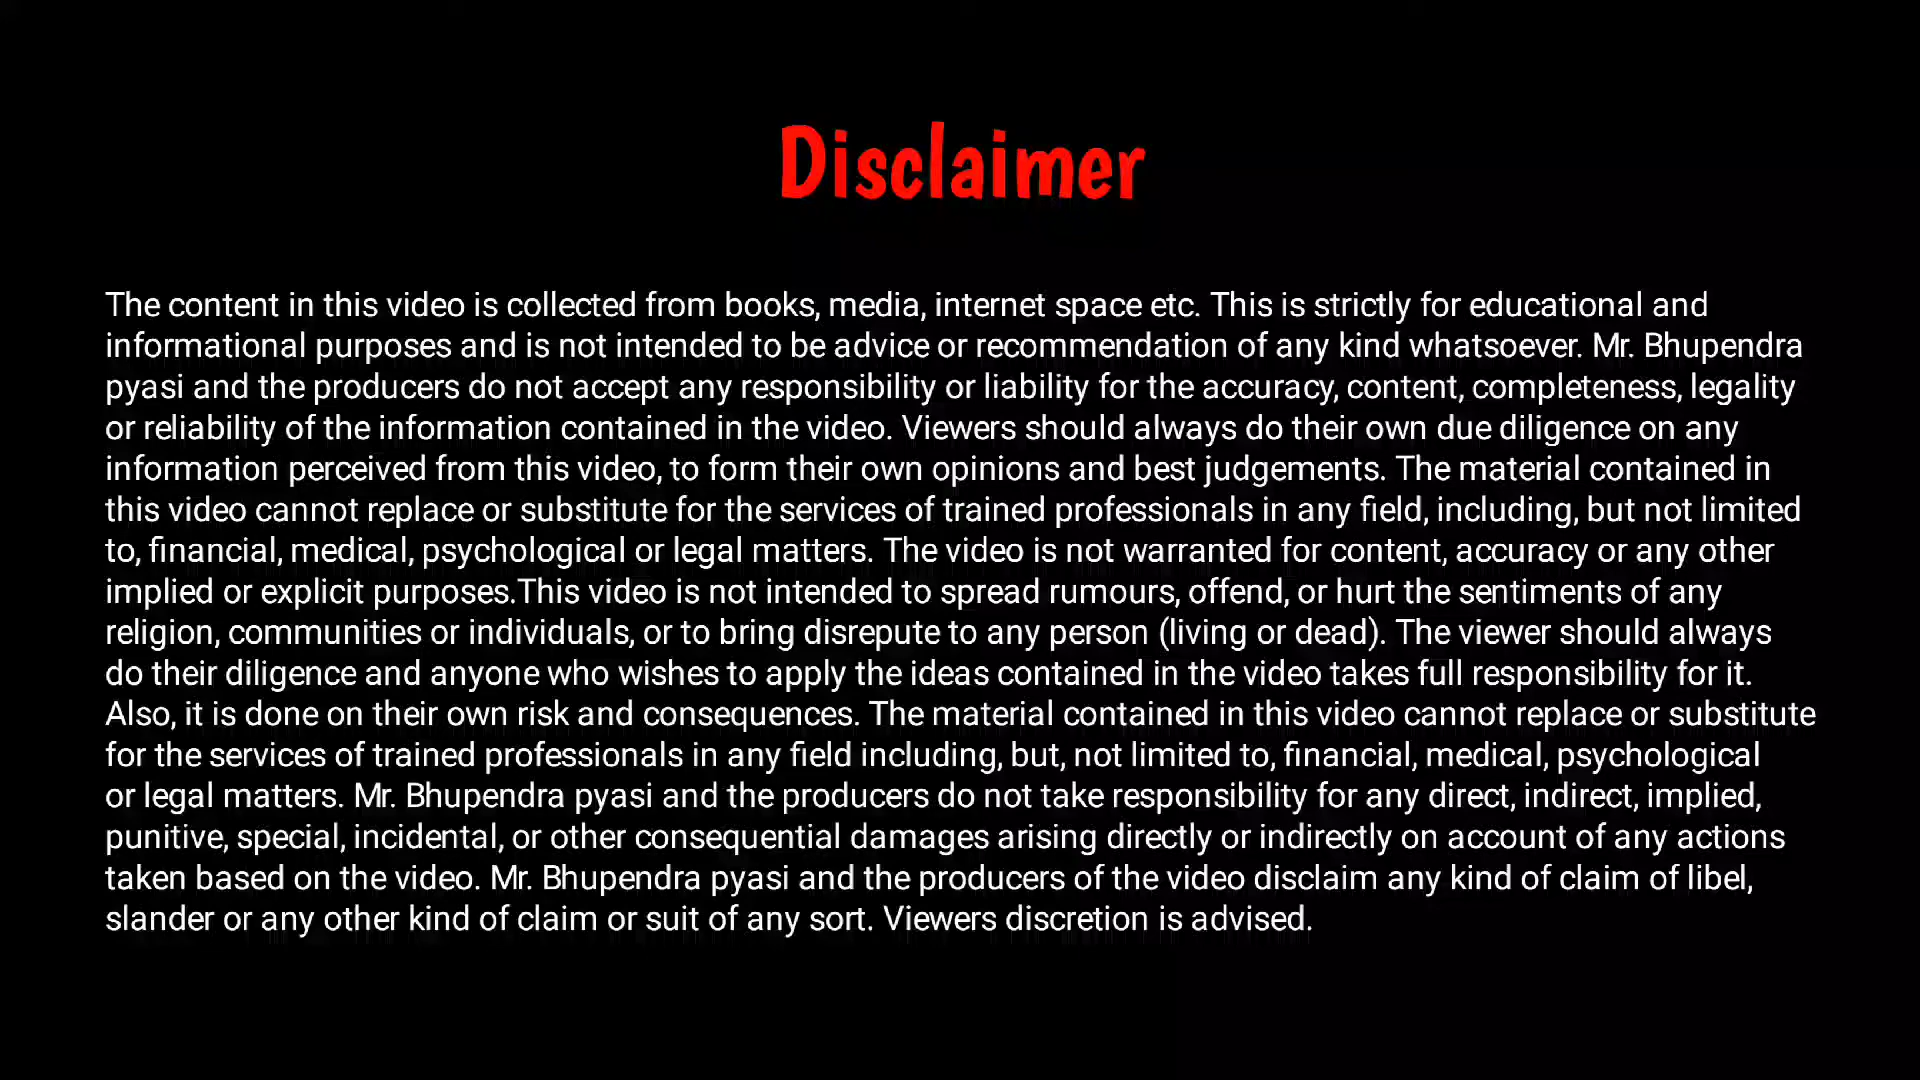 Disclaimer
The content in this video is collected from books, media, internet space etc. This is strictly for educational and
informational purposes and is not intended to be advice or recommendation of any kind whatsoever. Mr. Bhupendra
pyasi and the producers do not accept any responsibility or liability for the accuracy, content, completeness, legality
or reliability of the information contained in the video. Viewers should always do their own due diligence on any
information perceived from this video, to form their own opinions and best judgements. The material contained in
this video cannot replace or substitute for the services of trained professionals in any field, including, but not limited
to, financial, medical, psychological or legal matters. The video is not warranted for content, accuracy or any other
implied or explicit purposes.This video is not intended to spread rumours, offend, or hurt the sentiments of any
religion, communities or individuals, or to bring disrepute to any person (living or dead). The viewer should always
do their diligence and anyone who wishes to apply the ideas contained in the video takes full responsibility for it.
Also, it is done on their own risk and consequences. The material contained in this video cannot replace or substitute
for the services of trained professionals in any field including, but, not limited to, financial, medical, psychological
or legal matters. Mr. Bhupendra pyasi and the producers do not take responsibility for any direct, indirect, implied,
punitive, special, incidental, or other consequential damages arising directly or indirectly on account of any actions
taken based on the video. Mr. Bhupendra pyasi and the producers of the video disclaim any kind of claim of libel,
slander or any other kind of claim or suit of any sort. Viewers discretion is advised.